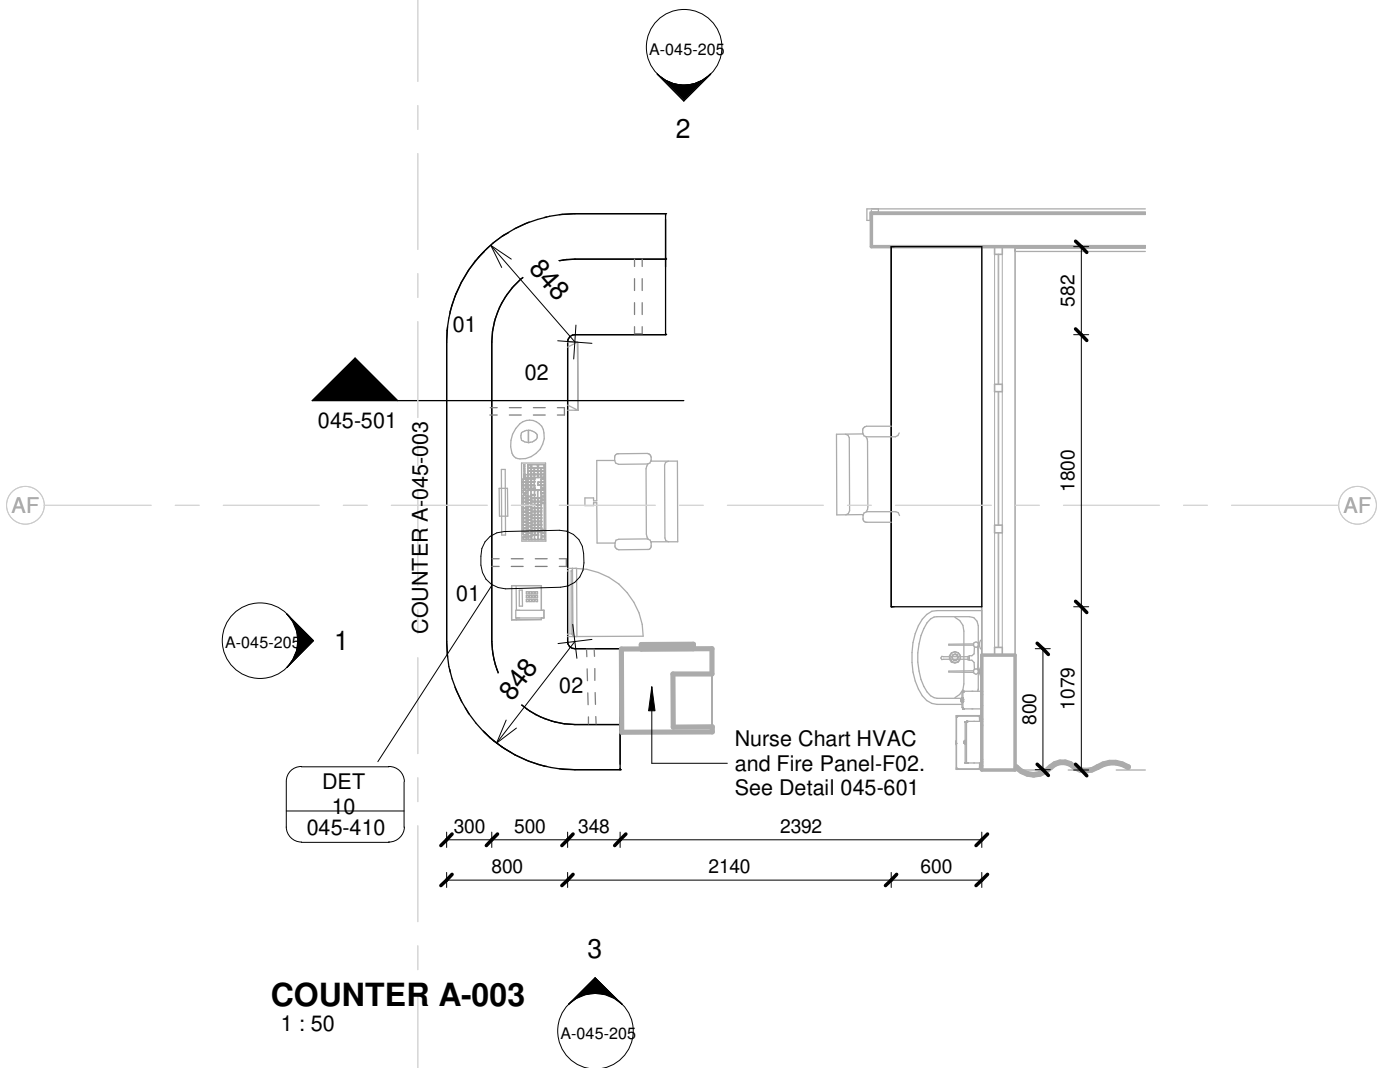 A-045-205
2
848
582
01
02
045-501
COUNTER A-045-003
1800
AF
AF
01
A-045-205
1
848
02
800
1079
Nurse Chart HVAC
and Fire Panel-F02.
See Detail 045-601
DET
10
045-410
300
500
348
2392
800
2140
600
3
COUNTER A-003
1 : 50
A-045-205